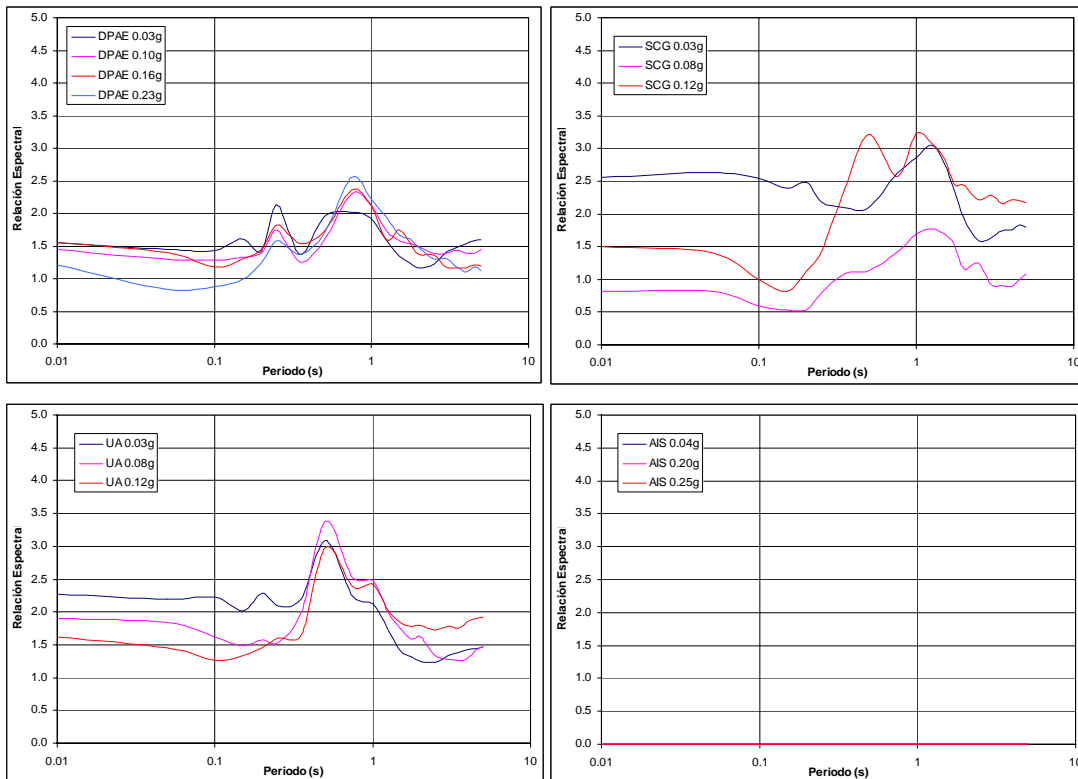 5.0
4.5
4.0
3.5
3.0
2.5
2.0
1.5
1.0
0.5
0.0
Relación Espectral
DPAE 0.03g
DPAE 0.10g
DPAE 0.16g
DPAE 0.23g
0.01 0.1 1 10
Periodo (s)
5.0
4.5
4.0
3.5
3.0
2.5
2.0
1.5
1.0
0.5
0.0
Relación Espectral
SCG 0.03g
SCG 0.08g
SCG 0.12g
0.01 0.1 1 10
Periodo (s)
5.0
4.5
4.0
3.5
3.0
2.5
2.0
1.5
1.0
0.5
0.0
Relación Espectral
UA 0.03g
UA 0.08g
UA 0.12g
0.01 0.1 1 10
Periodo (s)
5.0
4.5
4.0
3.5
3.0
2.5
2.0
1.5
1.0
0.5
0.0
Relación Espectral
AIS 0.04g
AIS 0.20g
AIS 0.25g
0.01 0.1 1 10
Periodo (s)